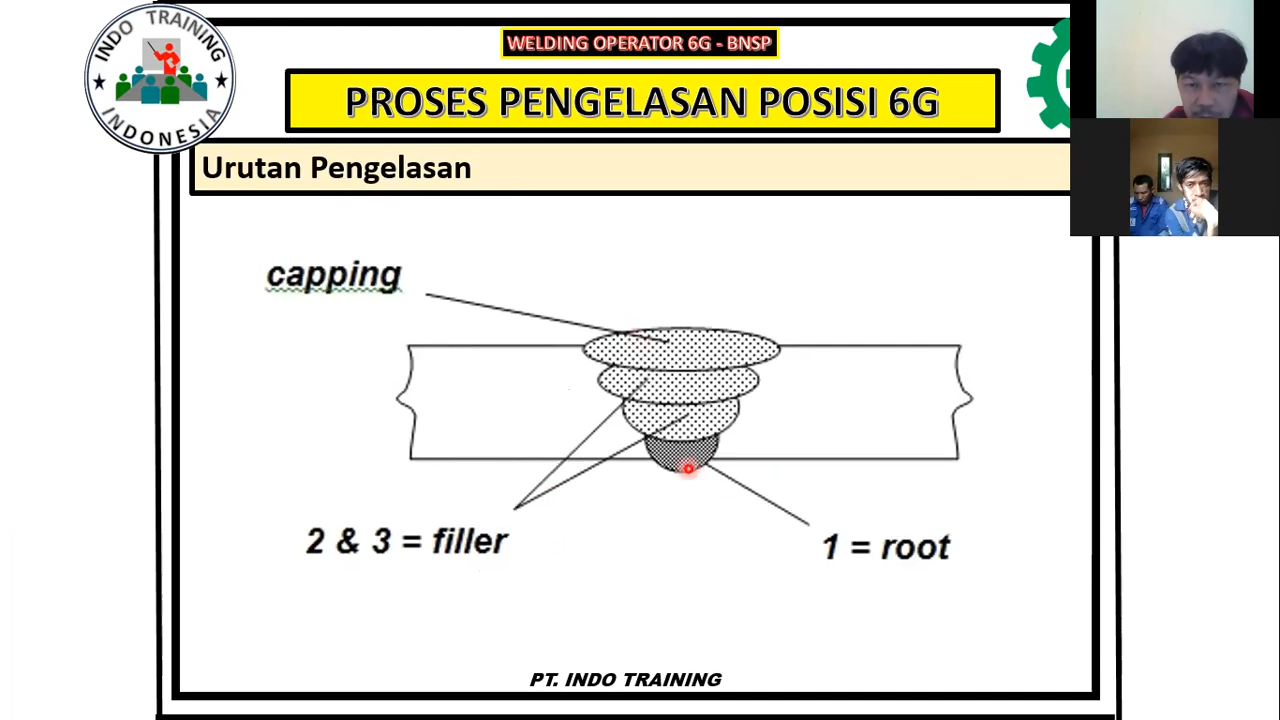 INDO TRAINING
INDONESIA
WELDING OPERATOR 6G - BNSP
PROSES PENGELASAN POSISI 6G
Urutan Pengelasan
capping
2 & 3 = filler
1 = root
PT. INDO TRAINING